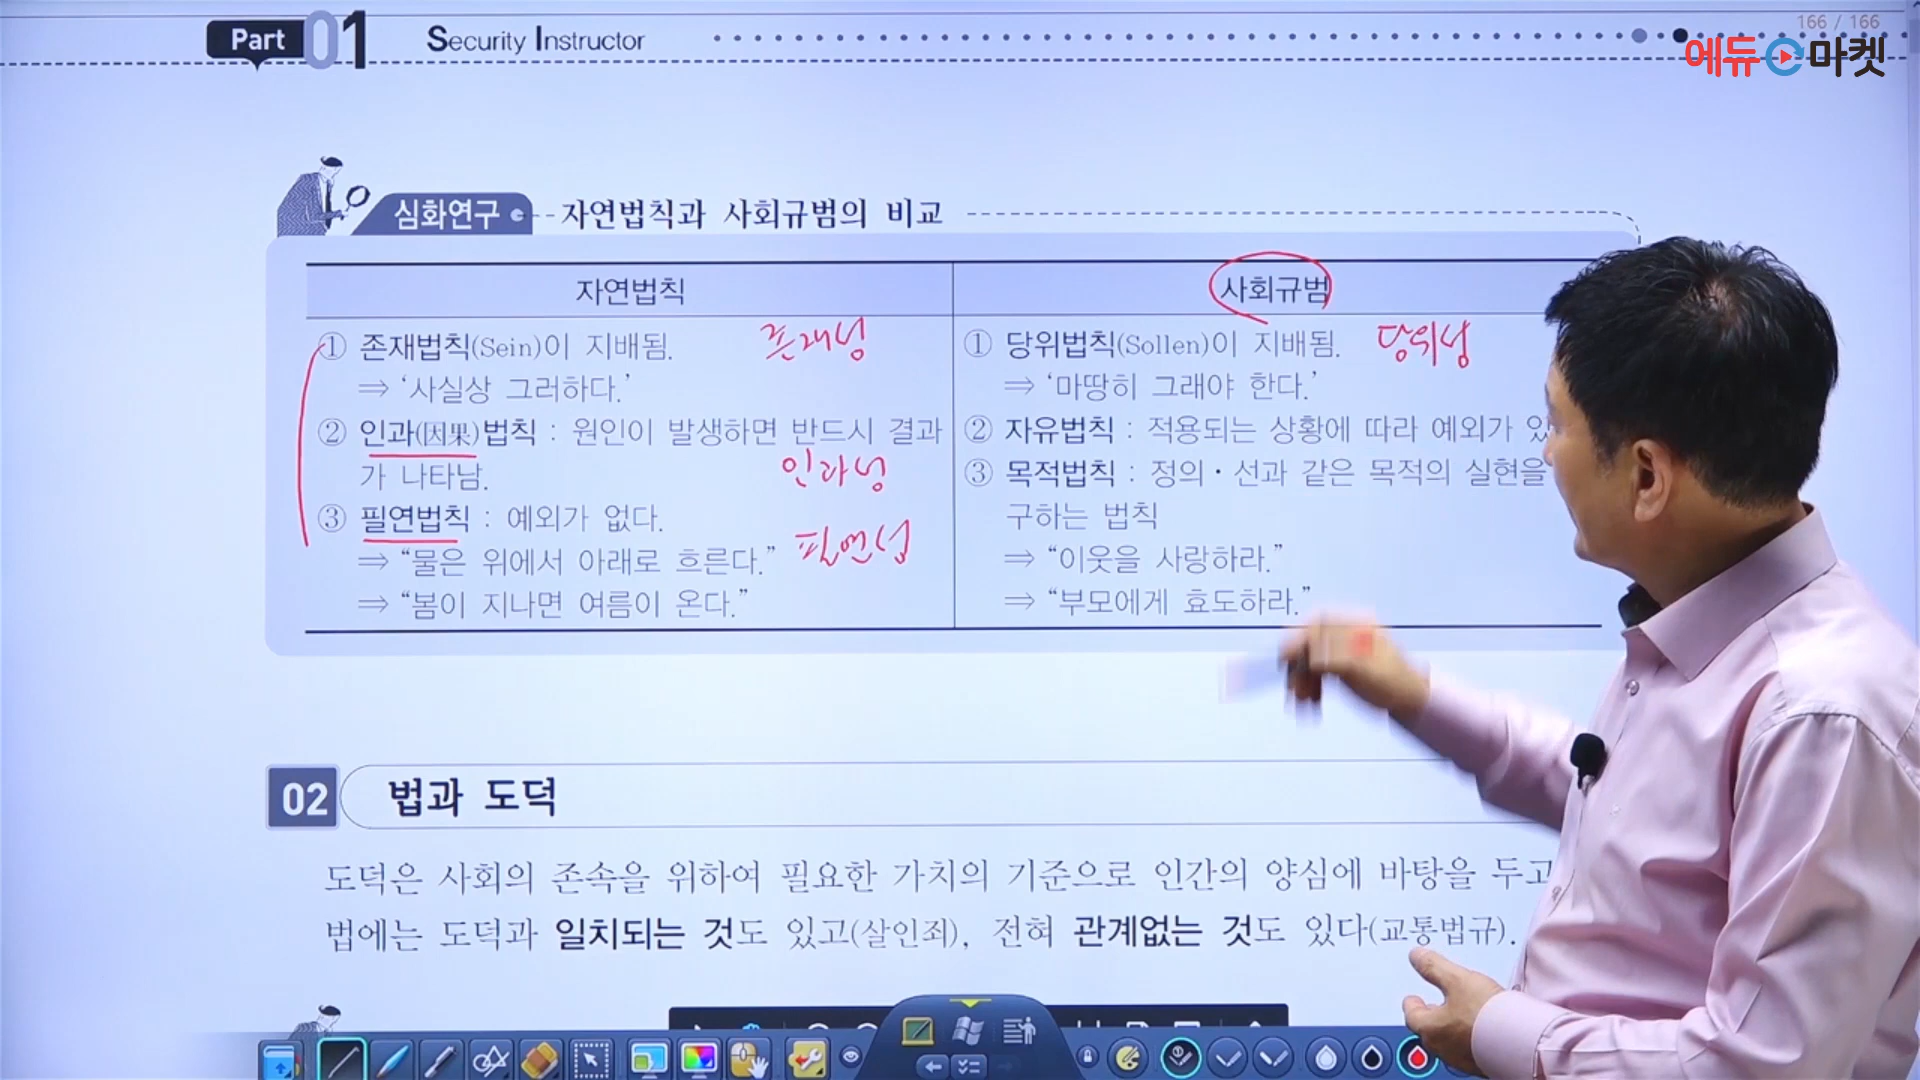 166 / 166
Part 01 Security Instructor
에듀마켓
심화연구 자연법칙과 사회규범의 비교
자연법칙
① 존재법칙(Sein)이 지배됨. 존재성
⇒ ‘사실상 그러하다.’
② 인과(因果)법칙 : 원인이 발생하면 반드시 결과
가 나타남. 인과성
③ 필연법칙 : 예외가 없다.
⇒ “물은 위에서 아래로 흐른다.” 필연성
⇒ “봄이 지나면 여름이 온다.”
사회규범
① 당위법칙(Sollen)이 지배됨. 당위성
⇒ ‘마땅히 그래야 한다.’
② 자유법칙 : 적용되는 상황에 따라 예외가
③ 목적법칙 : 정의・선과 같은 목적의 실현을
구하는 법칙
⇒ “이웃을 사랑하라.”
⇒ “부모에게 효도하라.”
02 법과 도덕
도덕은 사회의 존속을 위하여 필요한 가치의 기준으로 인간의 양심에 바탕을 두고
법에는 도덕과 일치되는 것도 있고(살인죄), 전혀 관계없는 것도 있다(교통법규).